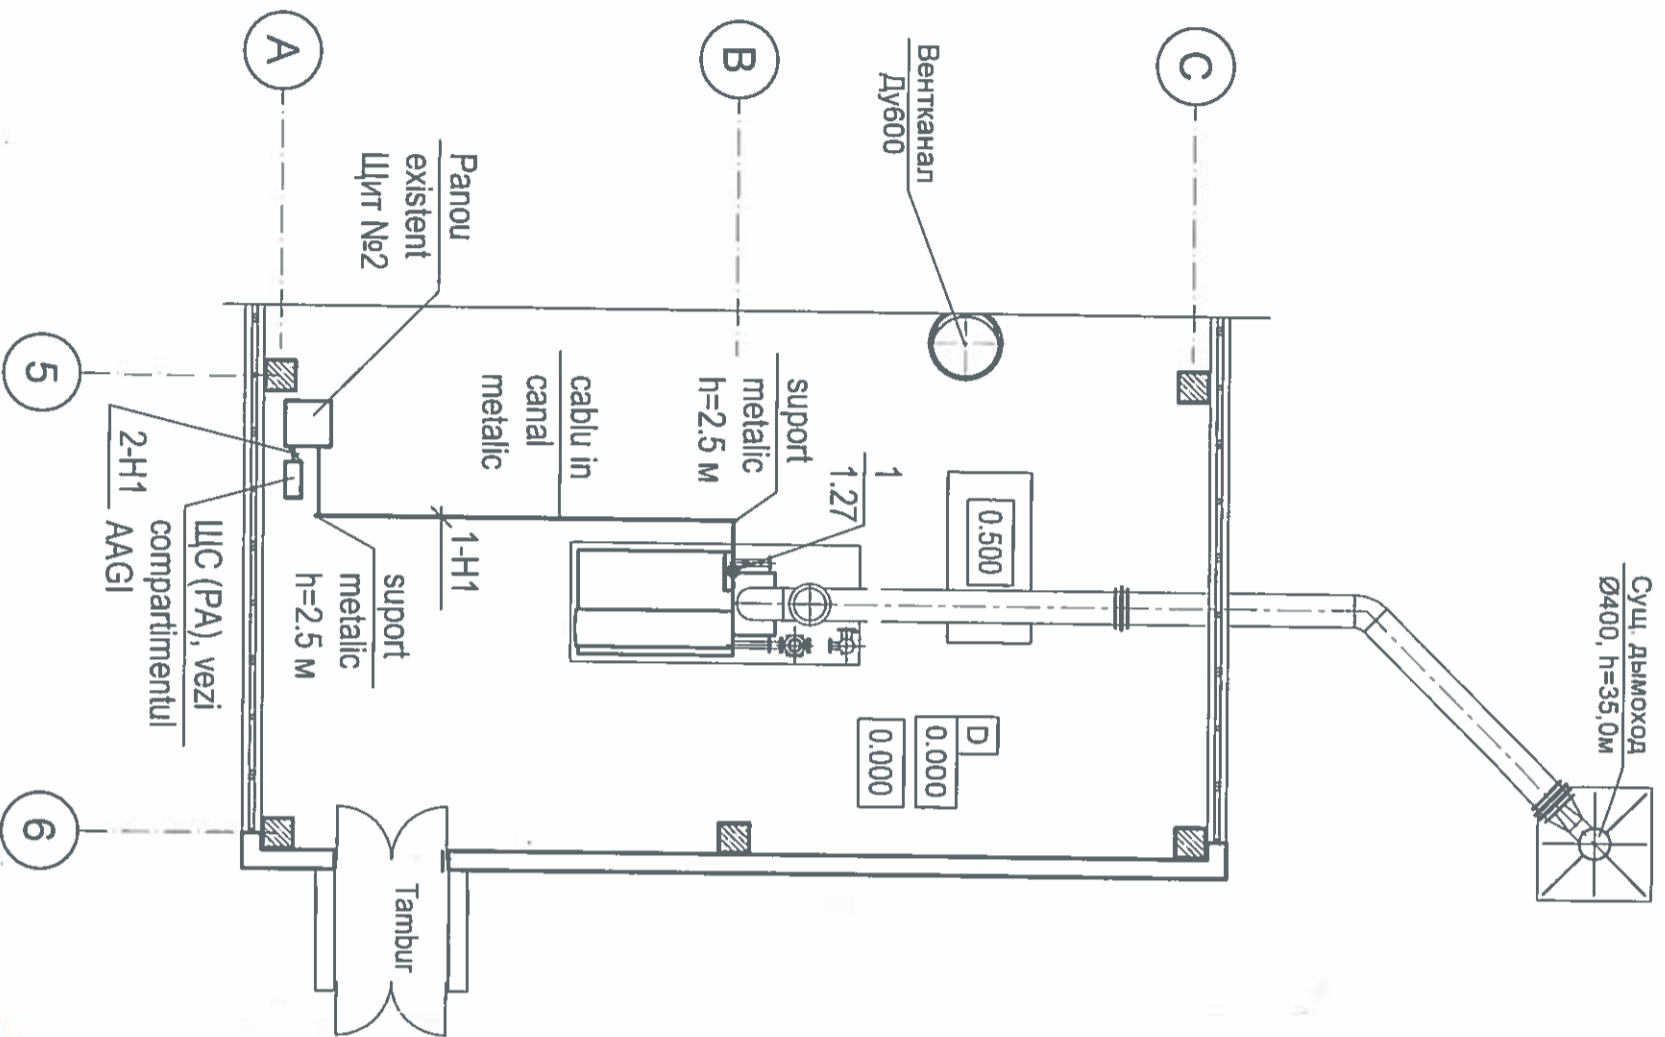 A
B
C
Вентканал
Ду600
Panou
existent
Щит №2
Сущ. дымоход
Ø400, h=35,0м
suport
metalic
h=2.5 м
cablu in
canal
metalic
1
1.27
0.500
5
2-H1
1-H1
ЩС (PA), vezi
compartimentul
AAGI
suport
metalic
h=2.5 м
D
0.000
0.000
6
Tambur